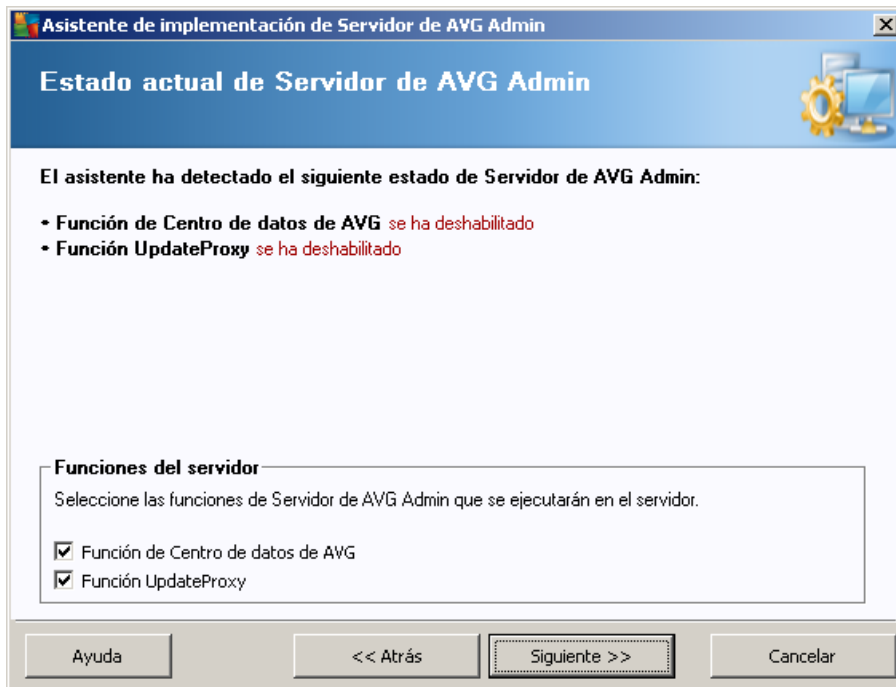 Asistente de implementación de Servidor de AVG Admin
Estado actual de Servidor de AVG Admin
El asistente ha detectado el siguiente estado de Servidor de AVG Admin:
• Función de Centro de datos de AVG se ha deshabilitado
• Función UpdateProxy se ha deshabilitado
Funciones del servidor
Seleccione las funciones de Servidor de AVG Admin que se ejecutarán en el servidor.
Función de Centro de datos de AVG
Función UpdateProxy
Ayuda
<< Atrás
Siguiente >>
Cancelar